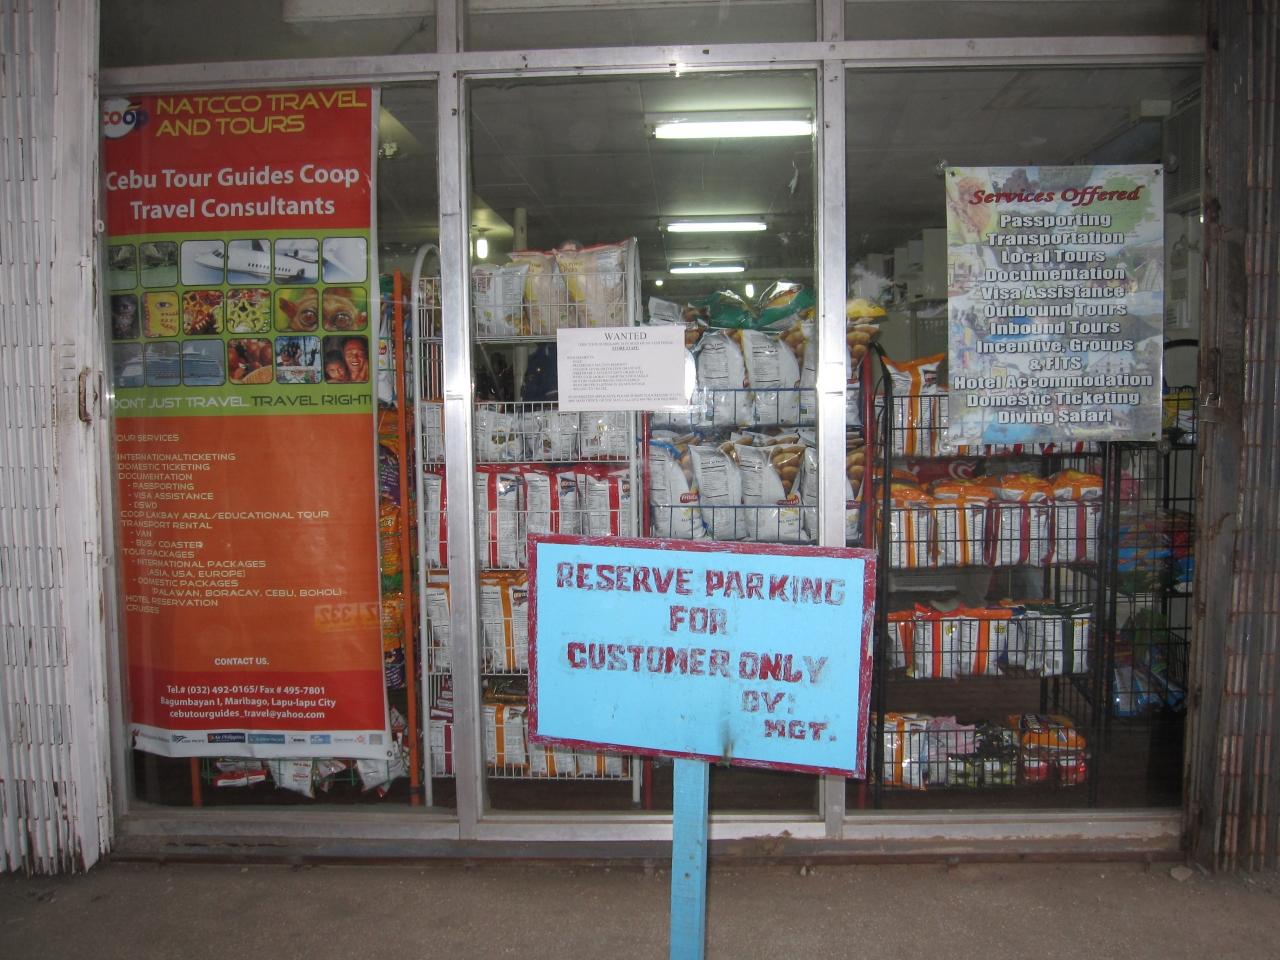 coop
NATCCO TRAVEL
AND TOURS
Cebu Tour Guides Coop
Travel Consultants
DON'T JUST TRAVEL TRAVEL RIGHT!
OUR SERVICES
INTERNATIONAL TICKETING
DOMESTIC TICKETING
DOCUMENTATION
- PASSPORTING
- VISA ASSISTANCE
- DSWD
COOP LAKBAY ARAL/EDUCATIONAL TOUR
TRANSPORT RENTAL
- VAN
- BUS/ COASTER
TOUR PACKAGES
- INTERNATIONAL PACKAGES
(ASIA, USA, EUROPE)
- DOMESTIC PACKAGES
(PALAWAN, BORACAY, CEBU, BOHOL)
HOTEL RESERVATION
CRUISES
CONTACT US.
Tel.# (032) 492-0165/ Fax # 495-7801
Bagumbayan I, Maribago, Lapu-lapu City
cebutourguides_travel@yahoo.com
WANTED
Services Offered
Passporting
Transportation
Local Tours
Documentation
Visa Assistance
Outbound Tours
Inbound Tours
Incentive, Groups
& FITS
Hotel Accommodation
Domestic Ticketing
Diving Safari
RESERVE PARKING
FOR
CUSTOMER ONLY
BY:
MGT.